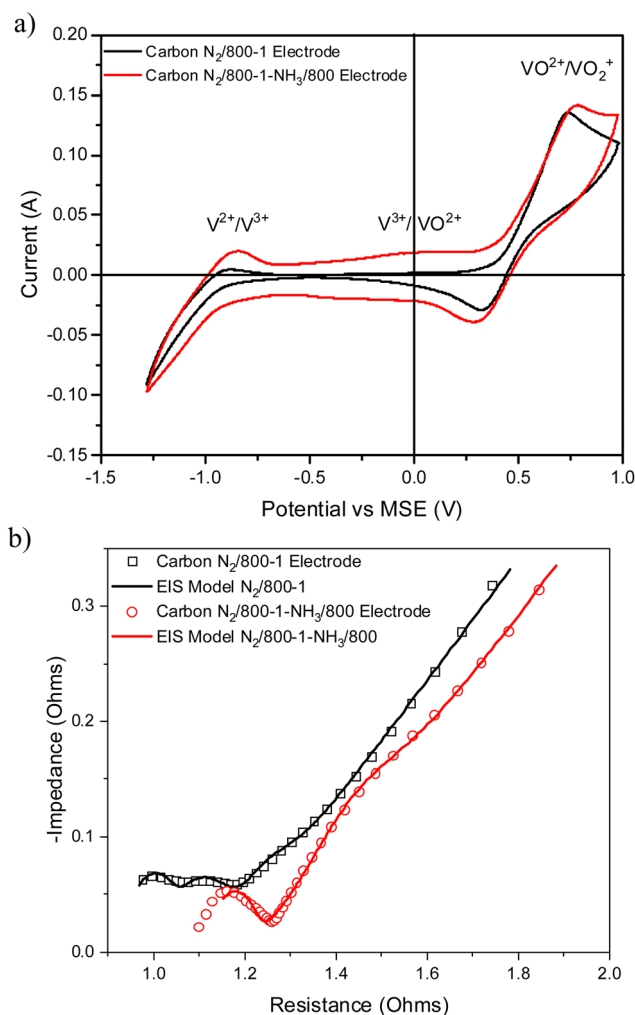 a)
0.20
0.15
0.10
0.05
0.00
-0.05
-0.10
-0.15
Current (A)
Carbon N₂/800-1 Electrode
Carbon N₂/800-1-NH₃/800 Electrode
VO²⁺/VO₂⁺
V²⁺/V³⁺
V³⁺/ VO²⁺
-1.5 -1.0 -0.5 0.0 0.5 1.0
Potential vs MSE (V)
b)
0.3
0.2
0.1
0.0
-Impedance (Ohms)
Carbon N₂/800-1 Electrode
EIS Model N₂/800-1
Carbon N₂/800-1-NH₃/800 Electrode
EIS Model N₂/800-1-NH₃/800
1.0 1.2 1.4 1.6 1.8 2.0
Resistance (Ohms)